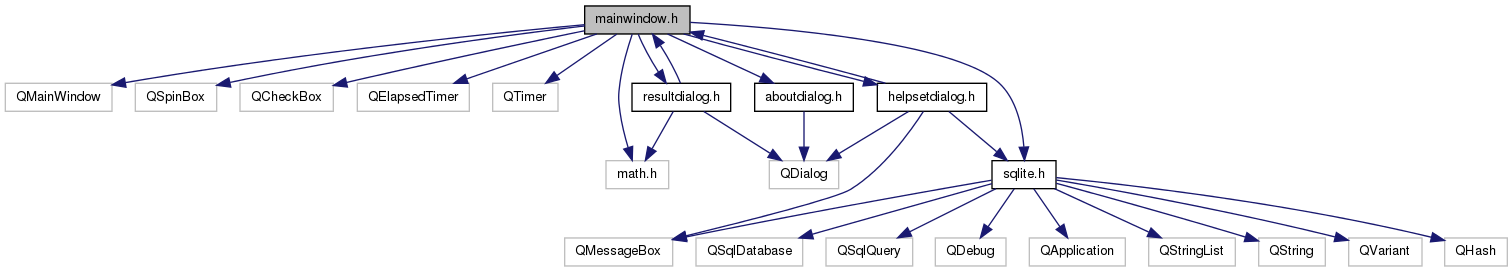 mainwindow.h
QMainWindow
QSpinBox
QCheckBox
QElapsedTimer
QTimer
resultdialog.h
aboutdialog.h
helpsetdialog.h
math.h
QDialog
sqlite.h
QMessageBox
QSqlDatabase
QSqlQuery
QDebug
QApplication
QStringList
QString
QVariant
QHash